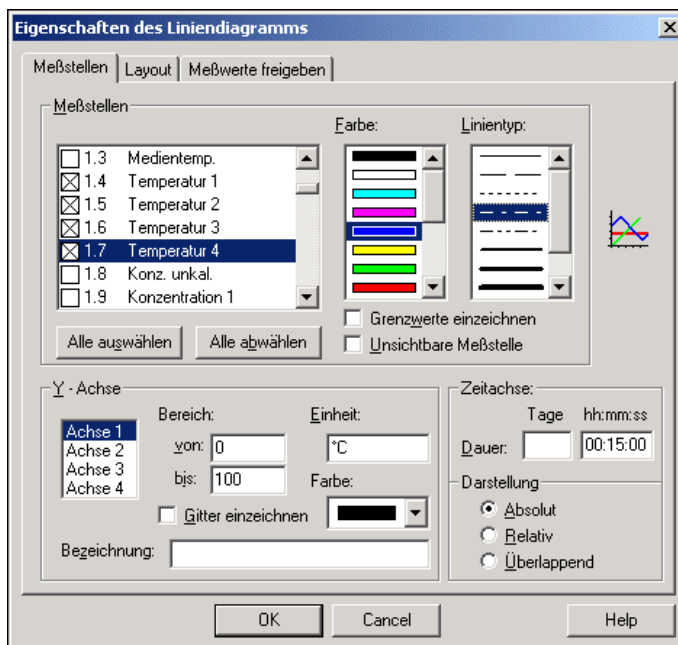 Eigenschaften des Liniendiagramms
Meßstellen
Layout
Meßwerte freigeben
Meßstellen
Farbe:
Linientyp:
1.3 Medientemp.
1.4 Temperatur 1
1.5 Temperatur 2
1.6 Temperatur 3
1.7 Temperatur 4
1.8 Konz. unkal.
1.9 Konzentration 1
Alle auswählen
Alle abwählen
Grenzwerte einzeichnen
Unsichtbare Meßstelle
Y - Achse
Achse 1
Achse 2
Achse 3
Achse 4
Bereich:
von: 0
bis: 100
Einheit:
°C
Farbe:
Gitter einzeichnen
Bezeichnung:
Zeitachse:
Tage hh:mm:ss
Dauer: 00:15:00
Darstellung
Absolut
Relativ
Überlappend
OK
Cancel
Help